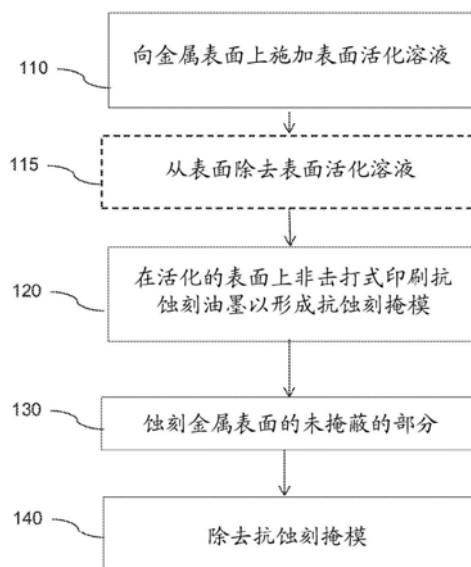 110
向金属表面上施加表面活化溶液
115
从表面除去表面活化溶液
120
在活化的表面上非击打式印刷抗
蚀刻油墨以形成抗蚀刻掩模
130
蚀刻金属表面的未掩蔽的部分
140
除去抗蚀刻掩模